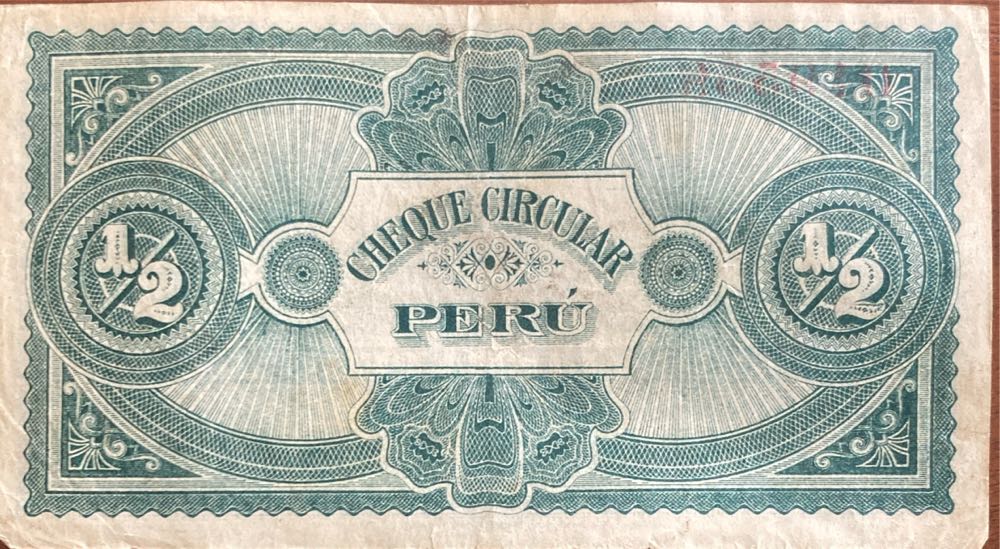 CHEQUE CIRCULAR
1/2
1/2
PERÚ